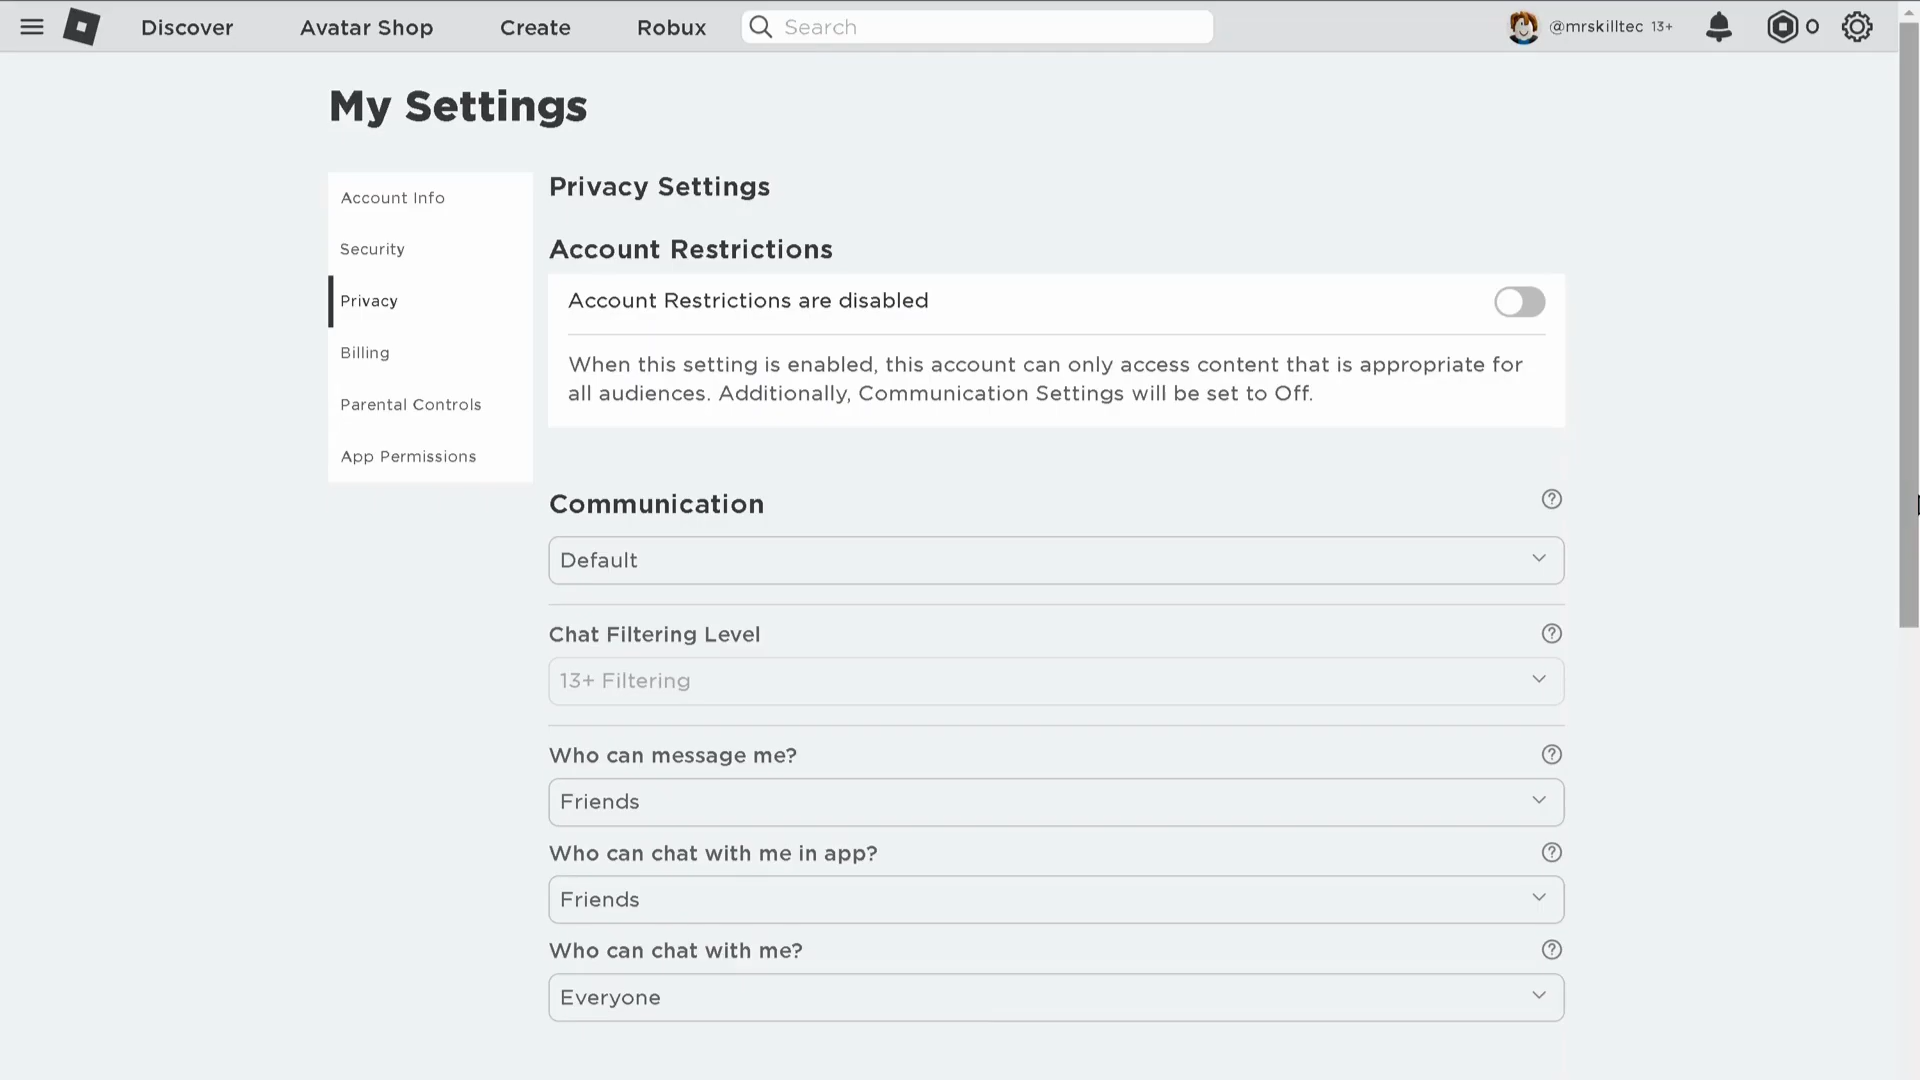 Discover
Avatar Shop
Create
Robux
Search
@mrskilltec 13+
0
My Settings
Account Info
Security
Privacy
Billing
Parental Controls
App Permissions
Privacy Settings
Account Restrictions
Account Restrictions are disabled
When this setting is enabled, this account can only access content that is appropriate for
all audiences. Additionally, Communication Settings will be set to Off.
Communication
Default
Chat Filtering Level
13+ Filtering
Who can message me?
Friends
Who can chat with me in app?
Friends
Who can chat with me?
Everyone